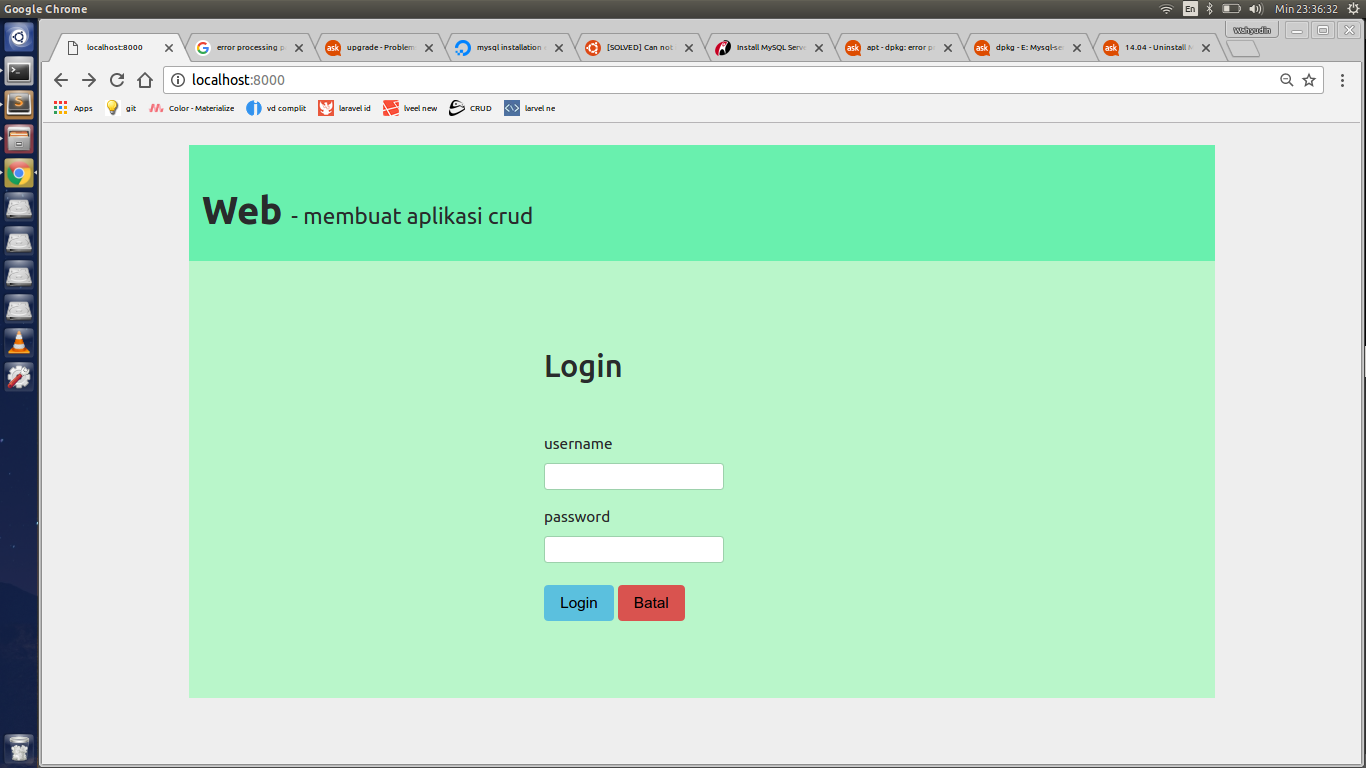 Google Chrome
En
Min 23:36:32
Wahyudin
localhost:8000
error processing p
upgrade - Problem
mysql installation
[SOLVED] Can not
Install MySQL Serve
apt - dpkg: error p
dpkg - E: Mysql-se
14.04 - Uninstall M
localhost:8000
Apps
git
Color - Materialize
vd complit
laravel id
lveel new
CRUD
larvel ne
Web - membuat aplikasi crud
Login
username
password
Login Batal